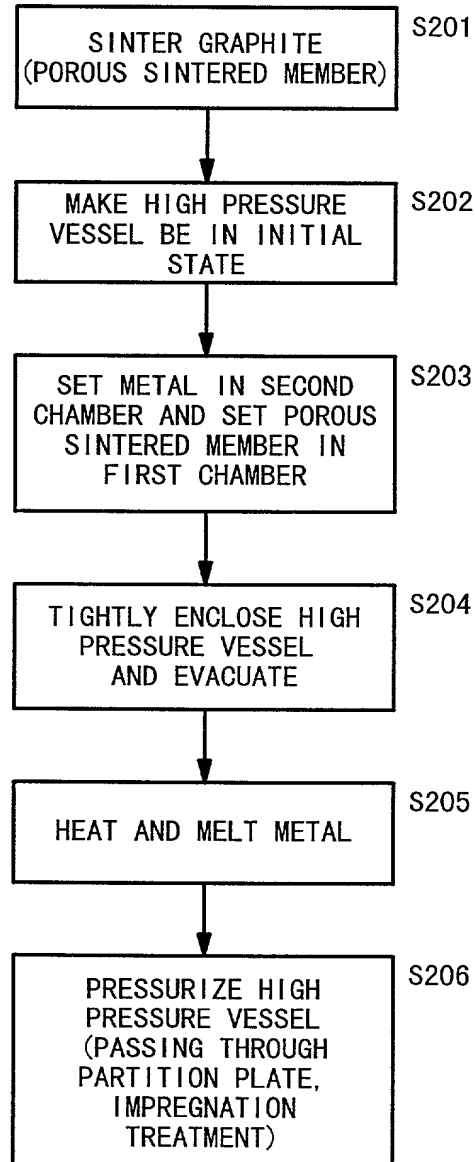 S201
SINTER GRAPHITE
(POROUS SINTERED MEMBER)
S202
MAKE HIGH PRESSURE
VESSEL BE IN INITIAL
STATE
S203
SET METAL IN SECOND
CHAMBER AND SET POROUS
SINTERED MEMBER IN
FIRST CHAMBER
S204
TIGHTLY ENCLOSE HIGH
PRESSURE VESSEL
AND EVACUATE
S205
HEAT AND MELT METAL
S206
PRESSURIZE HIGH
PRESSURE VESSEL
(PASSING THROUGH
PARTITION PLATE,
IMPREGNATION
TREATMENT)